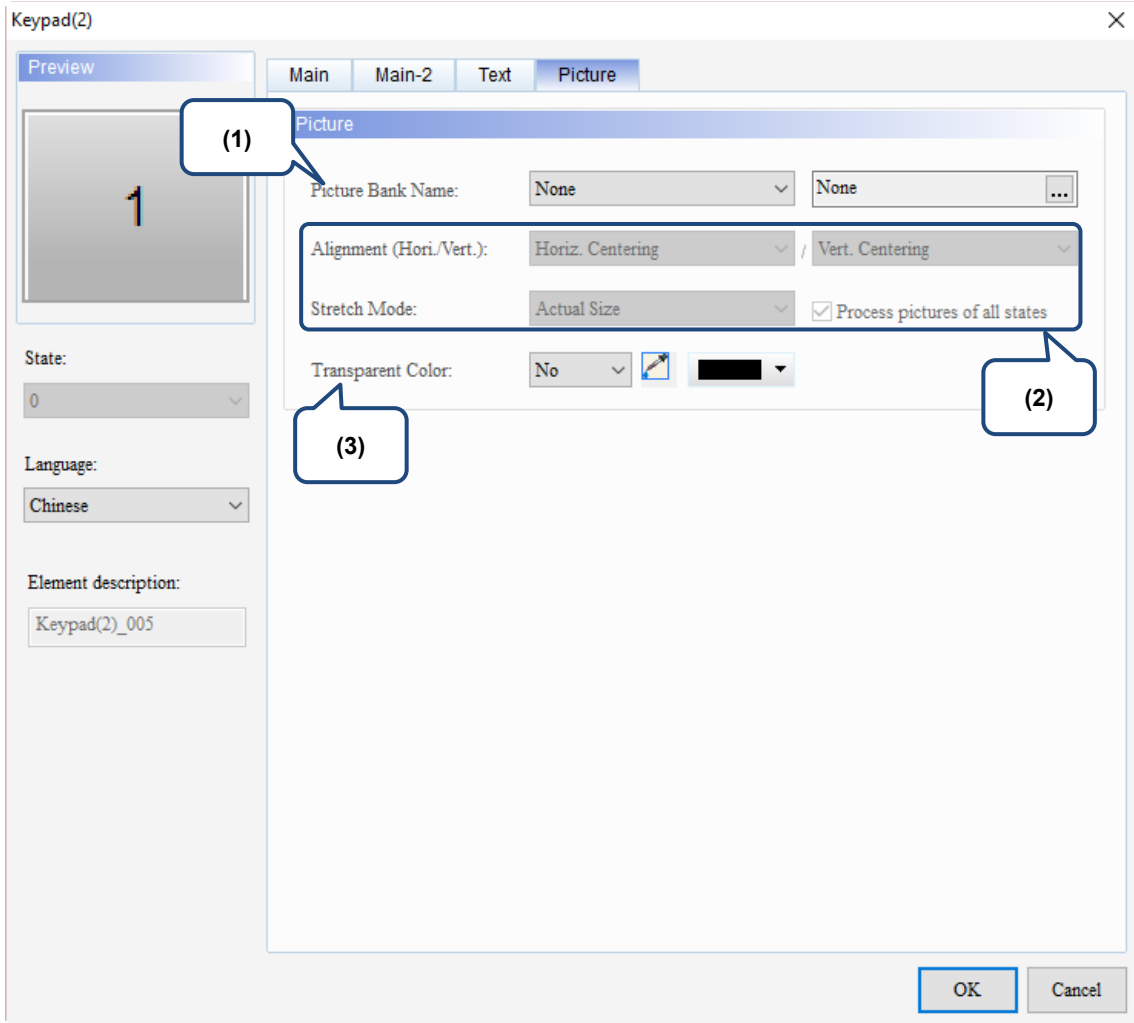 Keypad(2)
Preview
1
State:
0
Language:
Chinese
Element description:
Keypad(2)_005
Main Main-2 Text Picture
Picture
(1)
Picture Bank Name: None None ...
Alignment (Hori./Vert.): Horiz. Centering / Vert. Centering
Stretch Mode: Actual Size Process pictures of all states
(2)
Transparent Color: No
(3)
OK Cancel